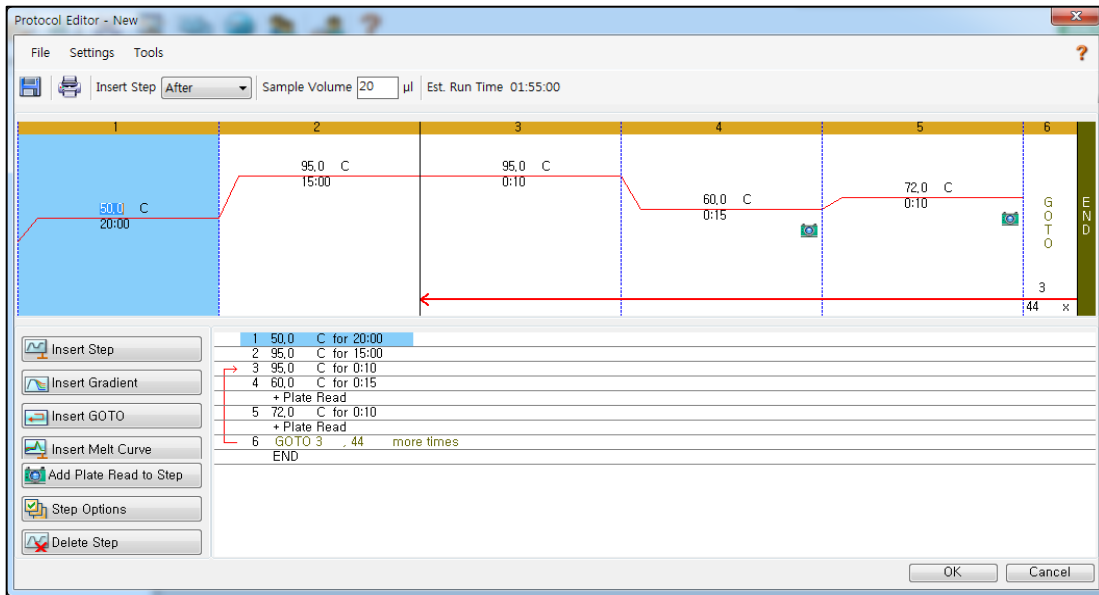 Protocol Editor - New
File Settings Tools
Insert Step After Sample Volume 20 µl Est. Run Time 01:55:00
1 2 3 4 5 6
50,0 C
20:00
95,0 C
15:00
95,0 C
0:10
60,0 C
0:15
72,0 C
0:10
GOTO
END
3
44 x
Insert Step
Insert Gradient
Insert GOTO
Insert Melt Curve
Add Plate Read to Step
Step Options
Delete Step
1 50,0 C for 20:00
2 95,0 C for 15:00
3 95,0 C for 0:10
4 60,0 C for 0:15
+ Plate Read
5 72,0 C for 0:10
+ Plate Read
6 GOTO 3 , 44 more times
END
OK Cancel